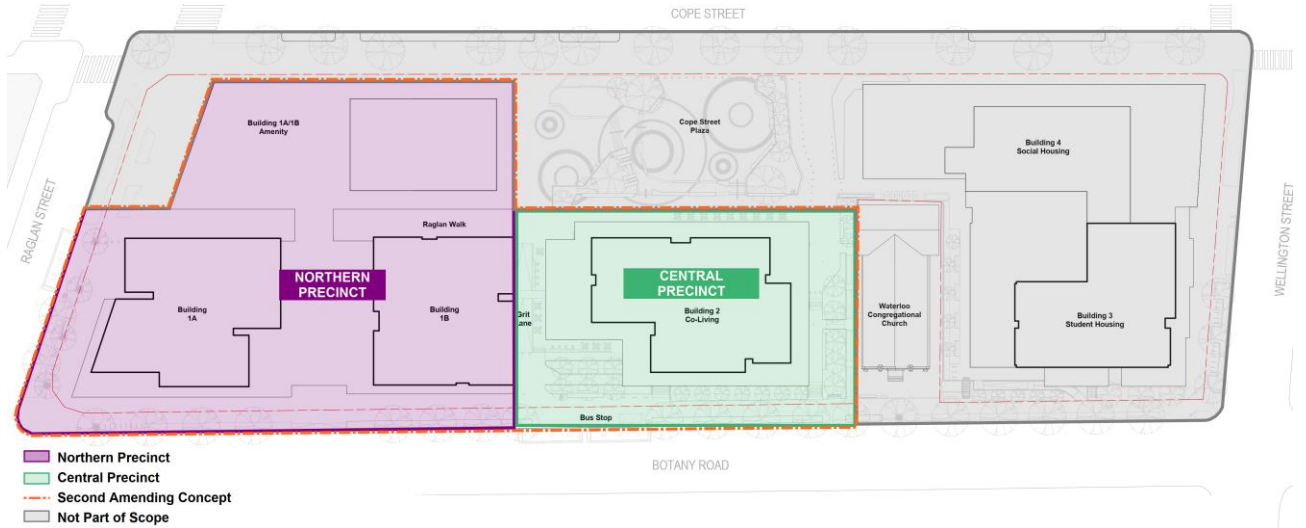 COPE STREET
RAGLAN STREET
Building 1A/1B
Amenity
Cope Street
Plaza
Building 4
Social Housing
WELLINGTON STREET
Raglan Walk
NORTHERN
PRECINCT
Building
1A
Building
1B
Grit
Lane
CENTRAL
PRECINCT
Building 2
Co-Living
Waterloo
Congregational
Church
Building 3
Student Housing
Bus Stop
BOTANY ROAD
Northern Precinct
Central Precinct
Second Amending Concept
Not Part of Scope